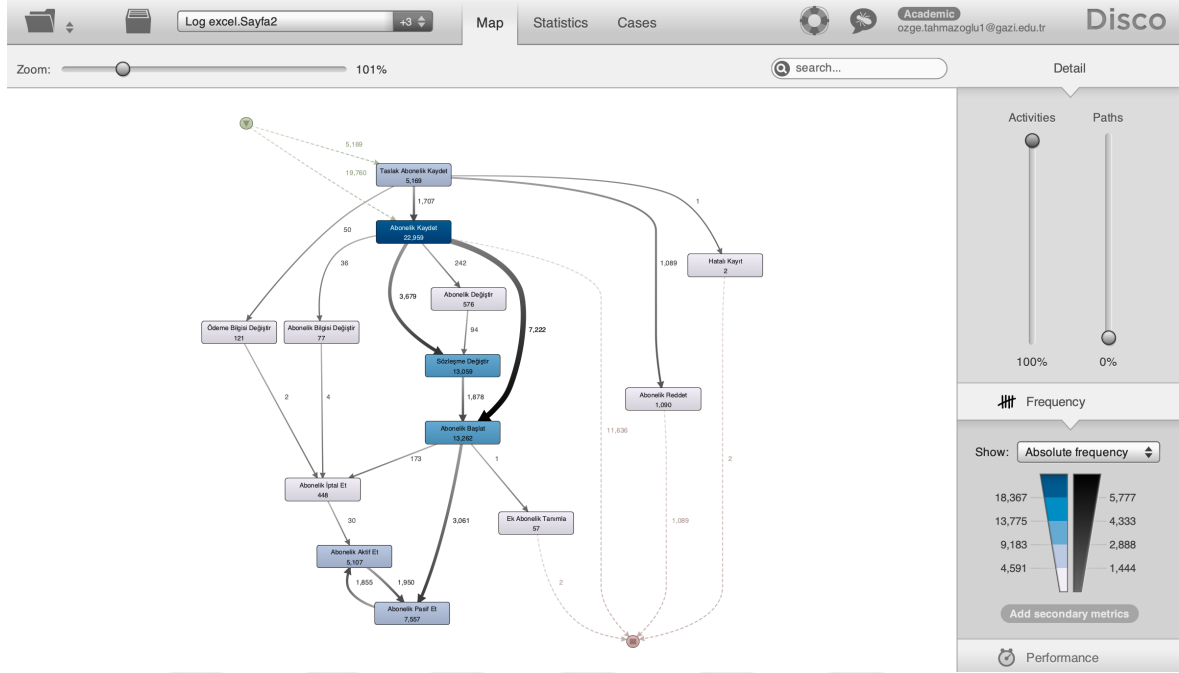 Log excel.Sayfa2
+3
Map
Statistics
Cases
Academic
ozge.tahmazoglu1@gazi.edu.tr
Disco
Zoom:
101%
search...
Detail
Activities
Paths
100%
0%
Frequency
Show:
Absolute frequency
18,367
5,777
13,775
4,333
9,183
2,888
4,591
1,444
Add secondary metrics
Performance
5,169
19,760
Taslak Abonelik Kaydet
5,169
1,707
1
50
Abonelik Kaydet
22,959
36
242
1,089
Hatalı Kayıt
2
3,679
Abonelik Değiştir
576
94
7,222
Ödeme Bilgisi Değiştir
121
Abonelik Bilgisi Değiştir
77
Sözleşme Değiştir
13,059
2
4
1,878
Abonelik Reddet
1,090
Abonelik Başlat
13,262
11,636
173
1
2
Abonelik İptal Et
448
30
3,061
Ek Abonelik Tanımla
57
1,089
Abonelik Aktif Et
5,107
1,855
1,950
2
Abonelik Pasif Et
7,557